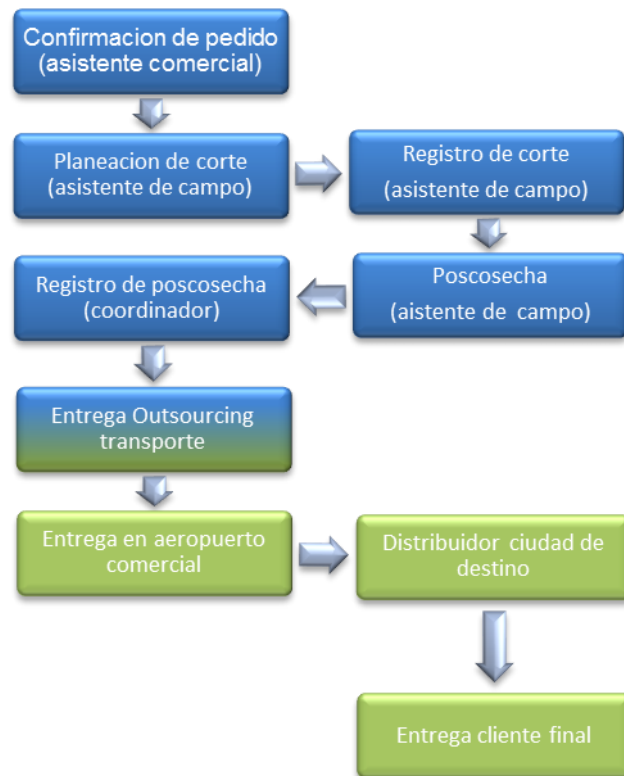 Confirmacion de pedido
(asistente comercial)
Planeacion de corte
(asistente de campo)
Registro de corte
(asistente de campo)
Poscosecha
(aistente de campo)
Registro de poscosecha
(coordinador)
Entrega Outsourcing
transporte
Entrega en aeropuerto
comercial
Distribuidor ciudad de
destino
Entrega cliente final